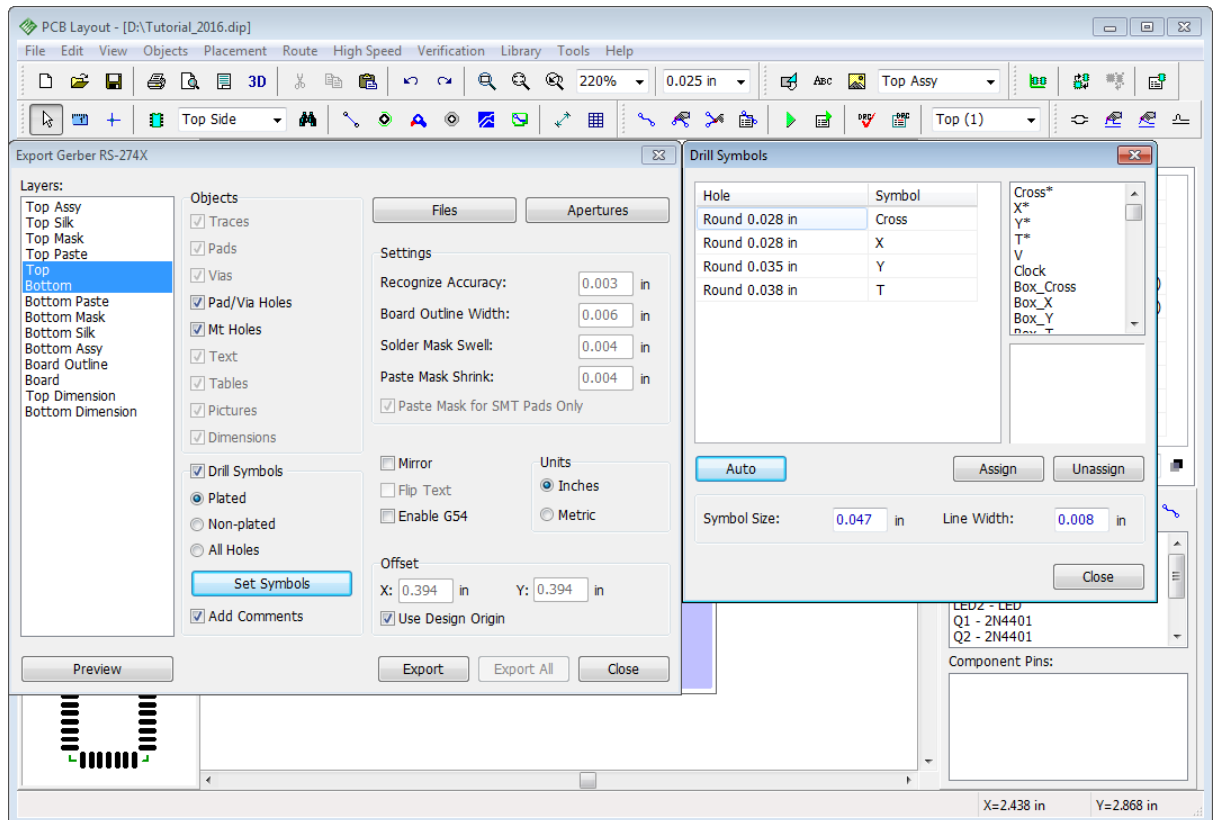 PCB Layout - [D:\Tutorial_2016.dip]
File Edit View Objects Placement Route High Speed Verification Library Tools Help
3D 220% 0.025 in ABC Top Assy
Top Side DRC DRC Top (1)
Export Gerber RS-274X
Layers:
Top Assy
Top Silk
Top Mask
Top Paste
Top
Bottom
Bottom Paste
Bottom Mask
Bottom Silk
Bottom Assy
Board Outline
Board
Top Dimension
Bottom Dimension
Preview
Objects
Traces
Pads
Vias
Pad/Via Holes
Mt Holes
Text
Tables
Pictures
Dimensions
Drill Symbols
Plated
Non-plated
All Holes
Set Symbols
Add Comments
Files Apertures
Settings
Recognize Accuracy: 0.003 in
Board Outline Width: 0.006 in
Solder Mask Swell: 0.004 in
Paste Mask Shrink: 0.004 in
Paste Mask for SMT Pads Only
Mirror
Flip Text
Enable G54
Units
Inches
Metric
Offset
X: 0.394 in Y: 0.394 in
Use Design Origin
Export Export All Close
Drill Symbols
Hole Symbol
Round 0.028 in Cross
Round 0.028 in X
Round 0.035 in Y
Round 0.038 in T
Cross*
X*
Y*
T*
V
Clock
Box_Cross
Box_X
Box_Y
Box_T
Auto Assign Unassign
Symbol Size: 0.047 in Line Width: 0.008 in
Close
LED2 - LED
Q1 - 2N4401
Q2 - 2N4401
Component Pins:
X=2.438 in Y=2.868 in